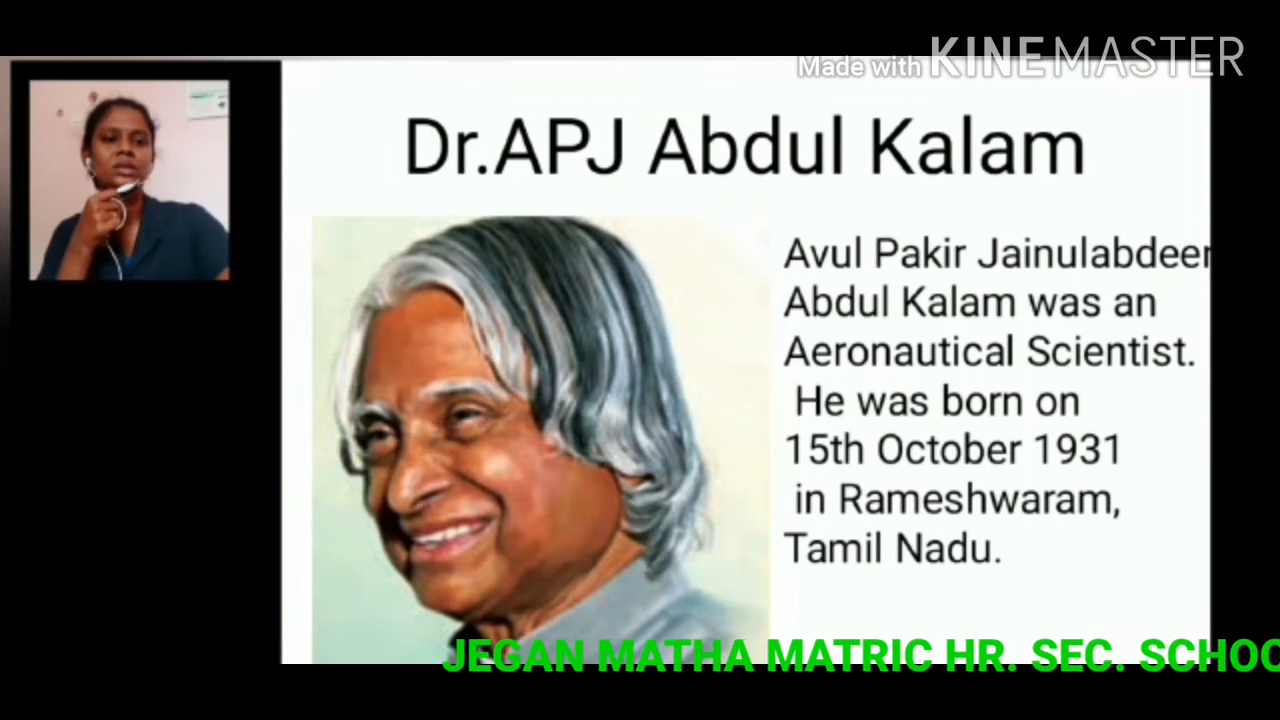 Made with KINEMASTER
Dr.APJ Abdul Kalam
Avul Pakir Jainulabdeen
Abdul Kalam was an
Aeronautical Scientist.
He was born on
15th October 1931
in Rameshwaram,
Tamil Nadu.
JEGAN MATHA MATRIC HR. SEC. SCHOO